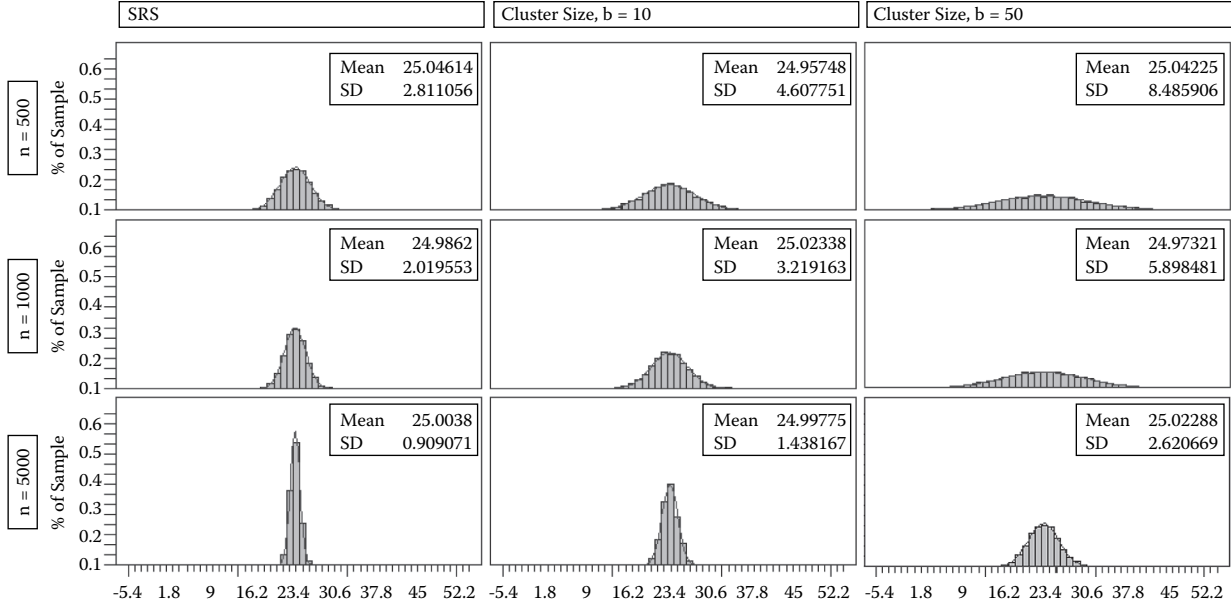 SRS
Cluster Size, b = 10
Cluster Size, b = 50
n = 500
% of Sample
0.6
0.5
0.4
0.3
0.2
0.1
Mean 25.04614
SD 2.811056
Mean 24.95748
SD 4.607751
Mean 25.04225
SD 8.485906
n = 1000
% of Sample
0.6
0.5
0.4
0.3
0.2
0.1
Mean 24.9862
SD 2.019553
Mean 25.02338
SD 3.219163
Mean 24.97321
SD 5.898481
n = 5000
% of Sample
0.6
0.5
0.4
0.3
0.2
0.1
Mean 25.0038
SD 0.909071
Mean 24.99775
SD 1.438167
Mean 25.02288
SD 2.620669
-5.4 1.8 9 16.2 23.4 30.6 37.8 45 52.2
-5.4 1.8 9 16.2 23.4 30.6 37.8 45 52.2
-5.4 1.8 9 16.2 23.4 30.6 37.8 45 52.2